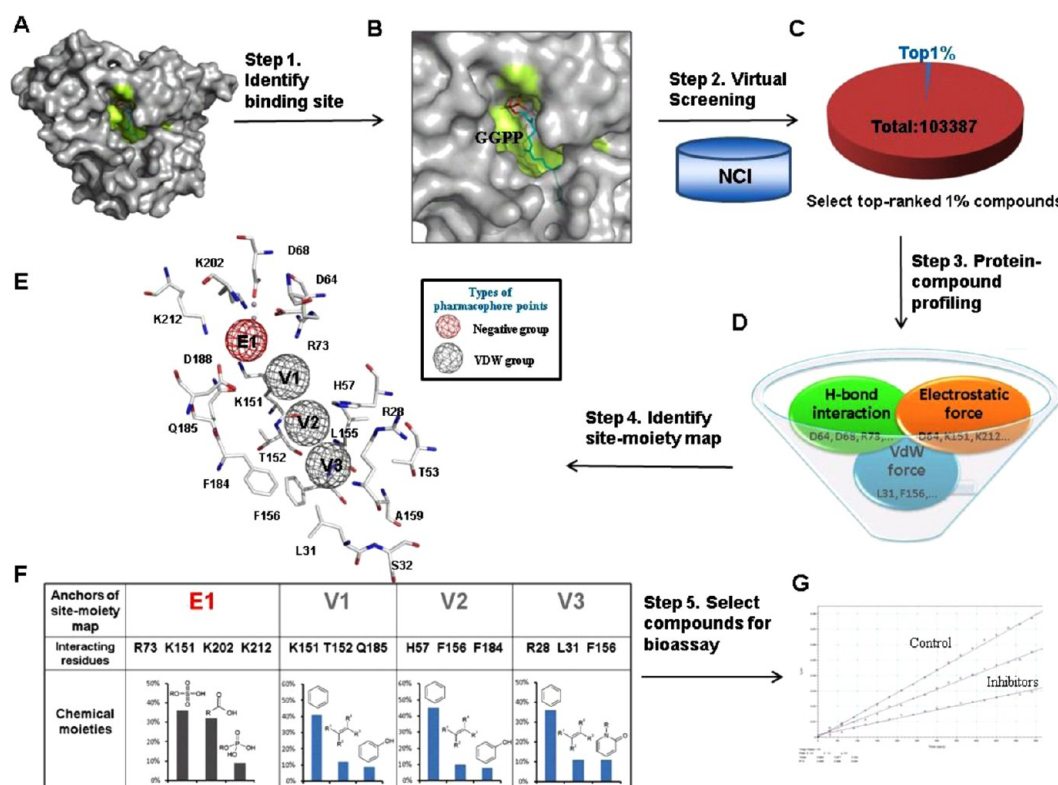 A
Step 1.
Identify
binding site
B
GGPP
Step 2. Virtual
Screening
NCI
C
Top1%
Total:103387
Select top-ranked 1% compounds
Step 3. Protein-
compound
profiling
D
H-bond
interaction
D64, D68, R73,...
Electrostatic
force
D64, K151, K212...
VdW
force
L31, F156,...
Step 4. Identify
site-moiety map
E
D68
K202
D64
K212
E1
R73
D188
V1
K151
H57
V2
R28
Q185
L155
T152
V3
T53
F184
F156
A159
L31
S32
Types of
pharmacophore points
Negative group
VDW group
F
Anchors of
site-moiety
map
E1
V1
V2
V3
Interacting
residues
R73 K151 K202 K212
K151 T152 Q185
H57 F156 F184
R28 L31 F156
Chemical
moieties
50%
40%
30%
20%
10%
0%
50%
40%
30%
20%
10%
0%
50%
40%
30%
20%
10%
0%
50%
40%
30%
20%
10%
0%
Step 5. Select
compounds for
bioassay
G
Control
Inhibitors